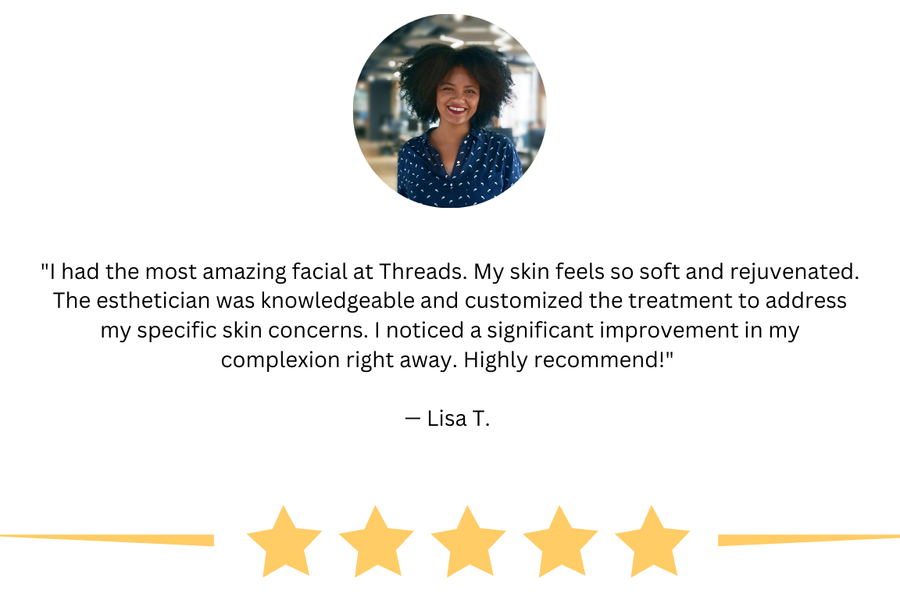 "I had the most amazing facial at Threads. My skin feels so soft and rejuvenated.
The esthetician was knowledgeable and customized the treatment to address
my specific skin concerns. I noticed a significant improvement in my
complexion right away. Highly recommend!"
— Lisa T.